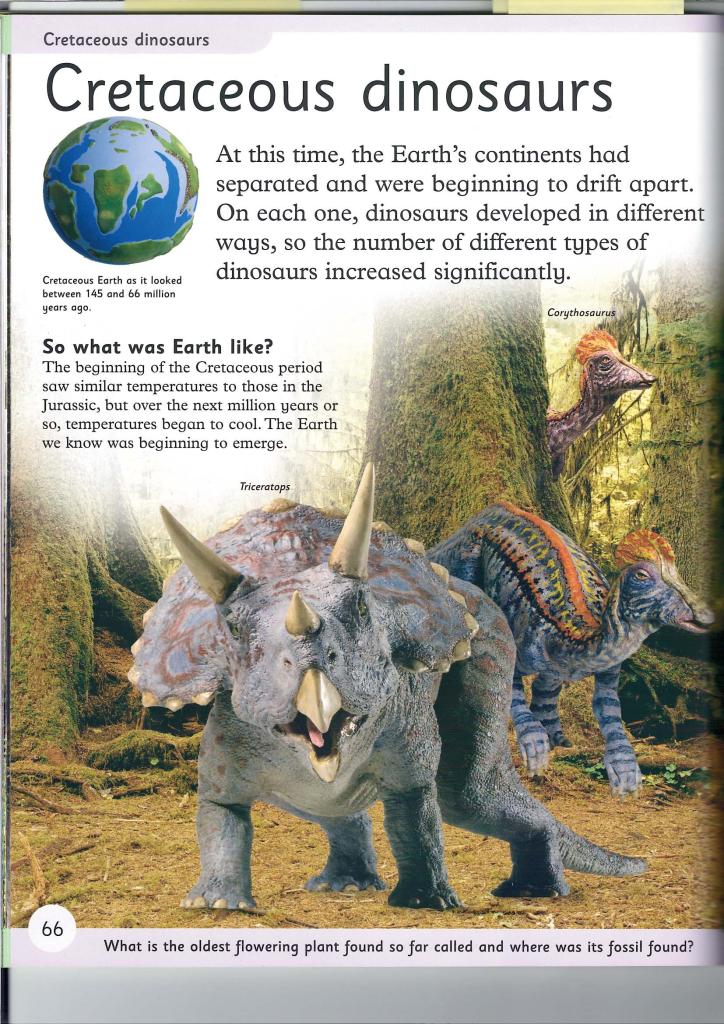 Cretaceous dinosaurs
Cretaceous dinosaurs
At this time, the Earth's continents had
separated and were beginning to drift apart.
On each one, dinosaurs developed in different
ways, so the number of different types of
dinosaurs increased significantly.
Cretaceous Earth as it looked
between 145 and 66 million
years ago.
Corythosaurus
So what was Earth like?
The beginning of the Cretaceous period
saw similar temperatures to those in the
Jurassic, but over the next million years or
so, temperatures began to cool. The Earth
we know was beginning to emerge.
Triceratops
66
What is the oldest flowering plant found so far called and where was its fossil found?